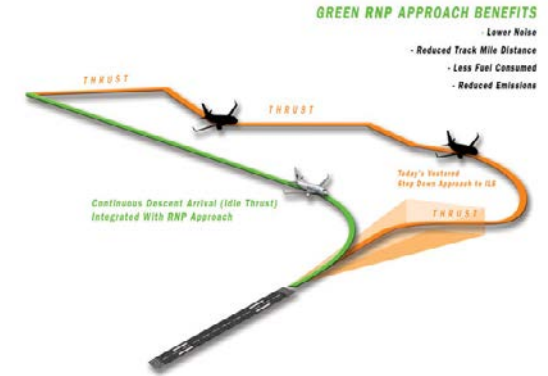 GREEN RNP APPROACH BENEFITS
- Lower Noise
- Reduced Track Mile Distance
- Less Fuel Consumed
- Reduced Emissions
THRUST
THRUST
Today's Vectored
Step Down Approach to ILS
THRUST
Continuous Descent Arrival (Idle Thrust)
Integrated With RNP Approach